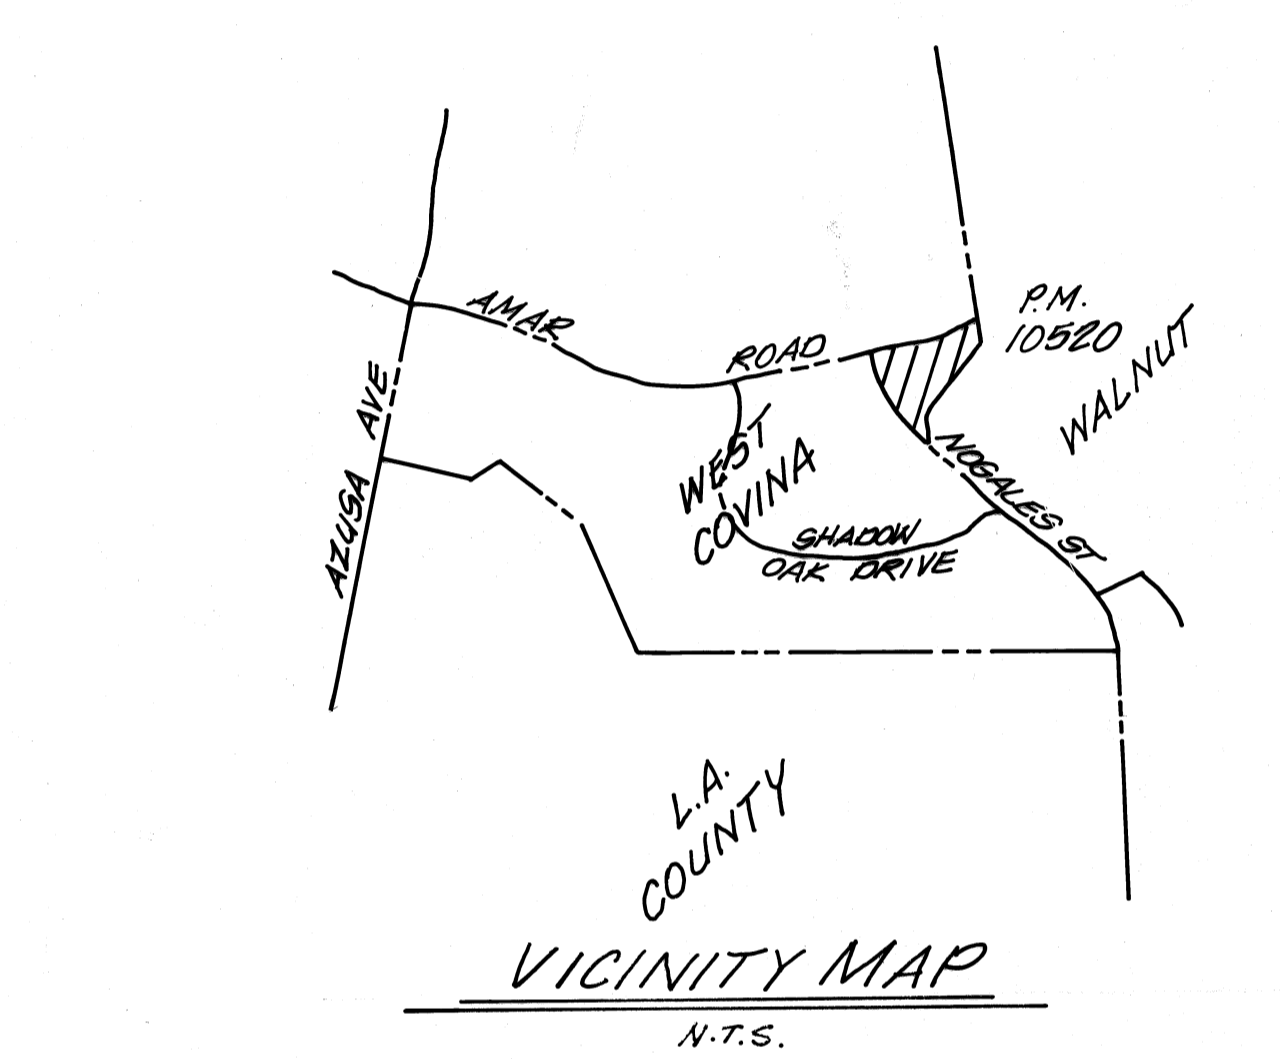 AMAR
ROAD
P.M.
10520
WALNUT
AZUSA AVE
WEST
COVINA
NOGALES ST
SHADOW
OAK DRIVE
L.A.
COUNTY
VICINITY MAP
N.T.S.